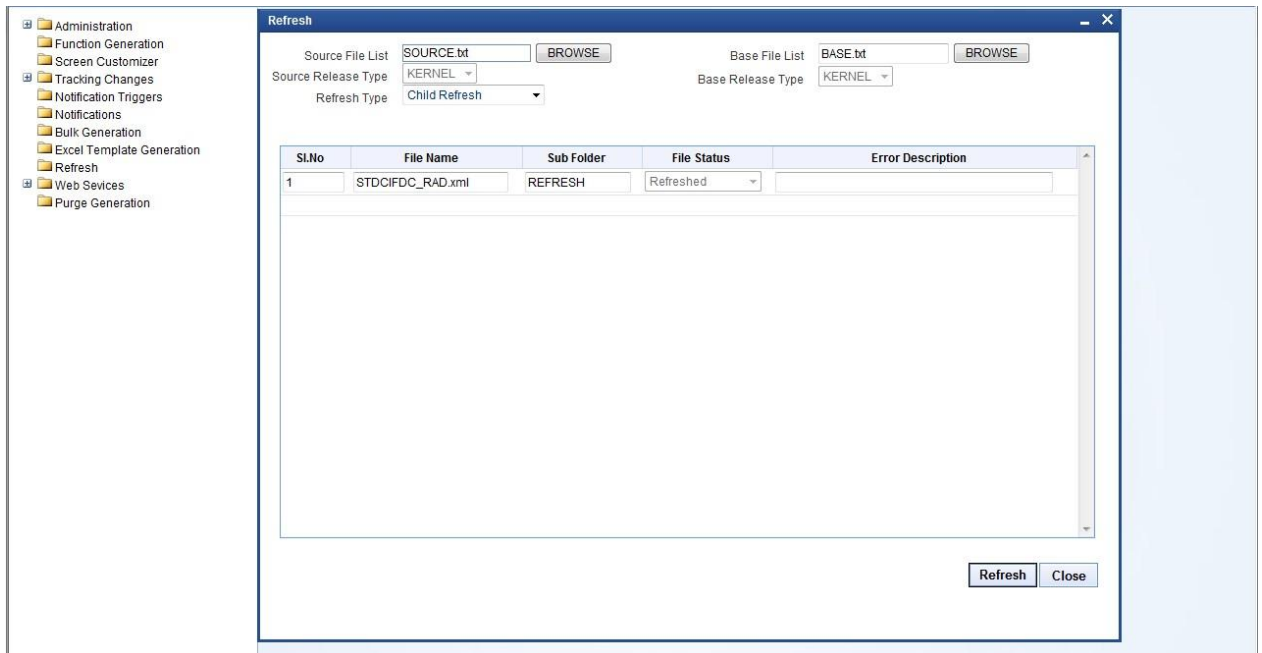 Administration
Function Generation
Screen Customizer
Tracking Changes
Notification Triggers
Notifications
Bulk Generation
Excel Template Generation
Refresh
Web Sevices
Purge Generation
Refresh
Source File List SOURCE.txt BROWSE Base File List BASE.txt BROWSE
Source Release Type KERNEL Base Release Type KERNEL
Refresh Type Child Refresh
Sl.No File Name Sub Folder File Status Error Description
1 STDCIFDC_RAD.xml REFRESH Refreshed
Refresh Close